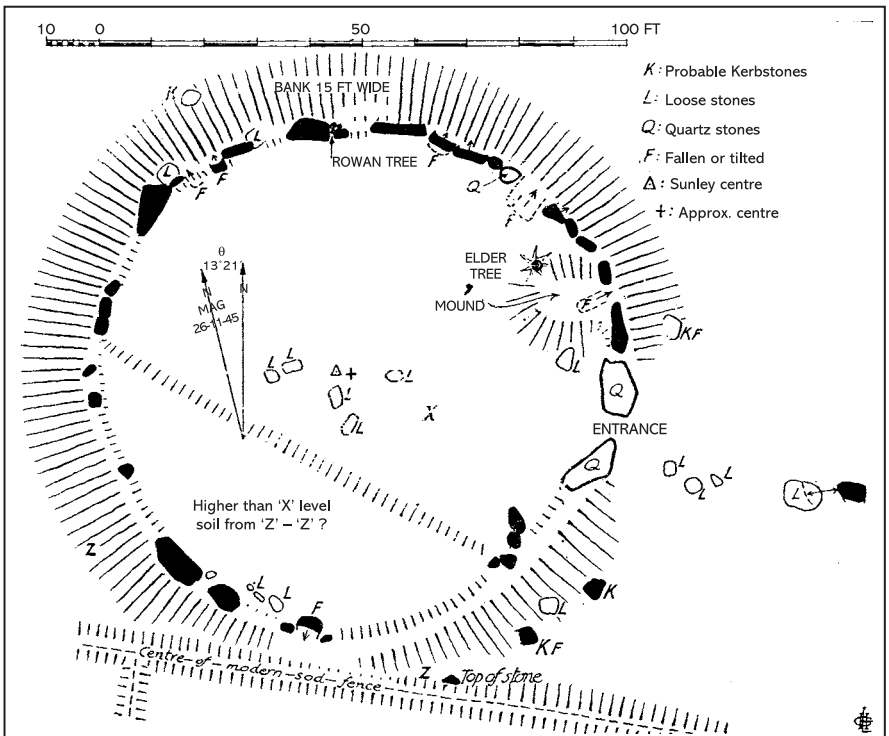 10 0 50 100 FT
K: Probable Kerbstones
L: Loose stones
Q: Quartz stones
F: Fallen or tilted
Δ: Sunley centre
+: Approx. centre
K
BANK 15 FT WIDE
L
ROWAN TREE
F
L
F
F
Q
F
θ
13°21'
N
N
MAG
26-11-45
ELDER
TREE
MOUND
F
KF
L
L
L
Δ +
L
L
L
X
Q
ENTRANCE
Q
L
L
L
L
Higher than 'X' level
soil from 'Z' – 'Z' ?
Z
L
L
F
K
L
KF
Centre of modern sod fence
Z Top of stone